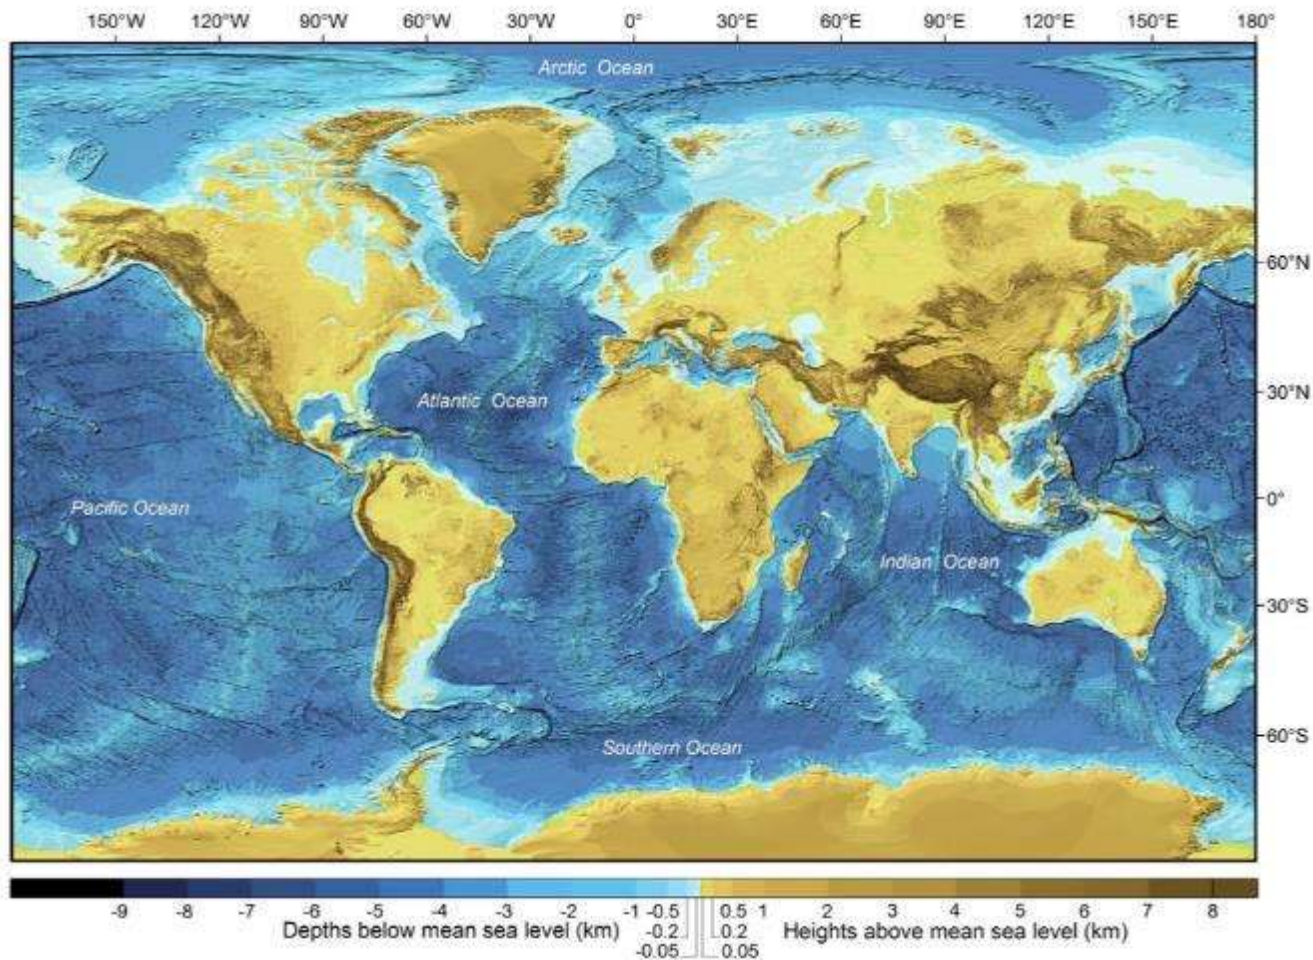 150°W 120°W 90°W 60°W 30°W 0° 30°E 60°E 90°E 120°E 150°E 180°
Arctic Ocean
60°N
30°N
Atlantic Ocean
0°
Pacific Ocean
Indian Ocean
30°S
60°S
Southern Ocean
-9 -8 -7 -6 -5 -4 -3 -2 -1 -0.5 0.5 1 2 3 4 5 6 7 8
Depths below mean sea level (km) -0.2 0.2 Heights above mean sea level (km)
-0.05 0.05